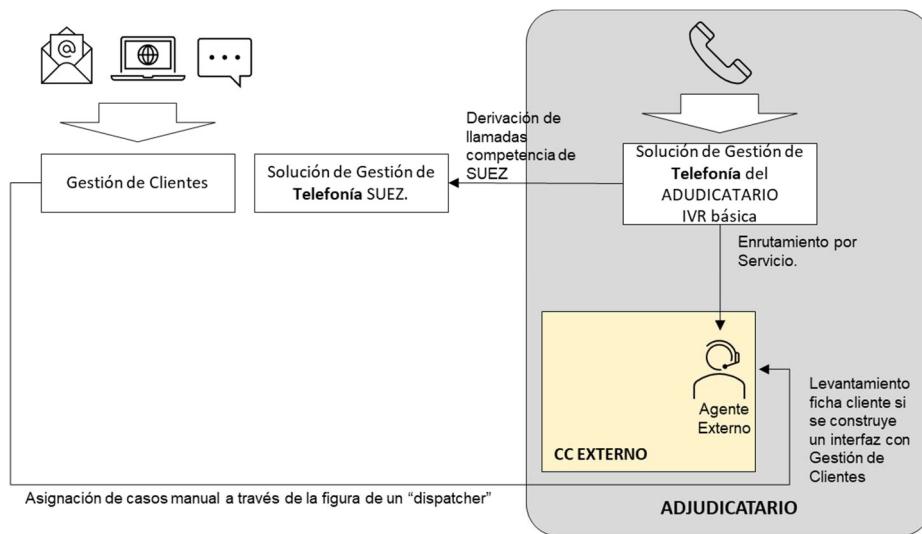 Derivación de
llamadas
competencia de
SUEZ
Gestión de Clientes
Solución de Gestión de
Telefonía SUEZ.
Solución de Gestión de
Telefonía del
ADUDICATARIO
IVR básica
Enrutamiento por
Servicio.
Agente
Externo
CC EXTERNO
Levantamiento
ficha cliente si
se construye
un interfaz con
Gestión de
Clientes
Asignación de casos manual a través de la figura de un “dispatcher”
ADJUDICATARIO